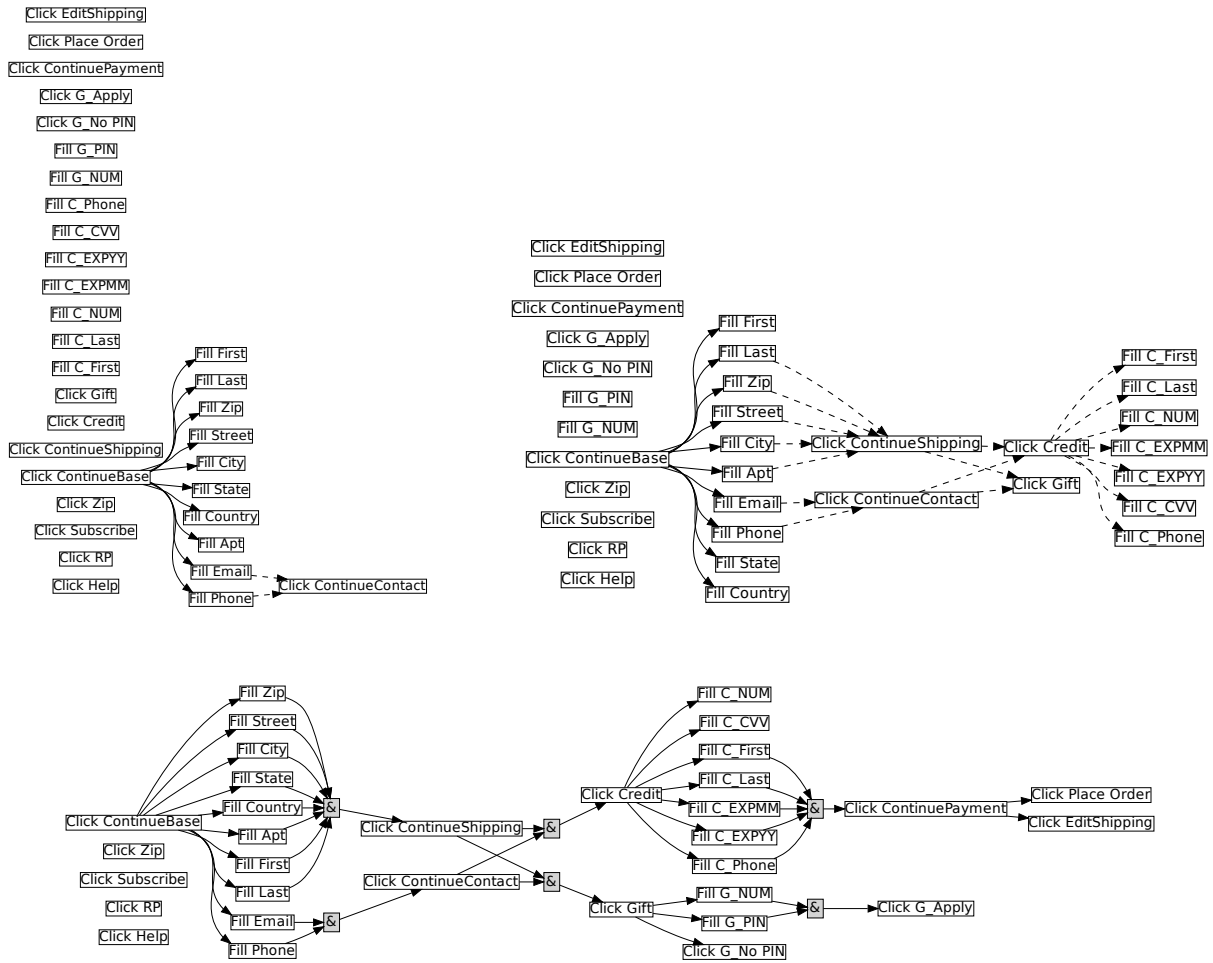 Click EditShipping
Click Place Order
Click ContinuePayment
Click G_Apply
Click G_No PIN
Fill G_PIN
Fill G_NUM
Fill C_Phone
Fill C_CVV
Fill C_EXPYY
Fill C_EXPMM
Fill C_NUM
Fill C_Last
Fill C_First
Click Gift
Click Credit
Click ContinueShipping
Click ContinueBase
Click Zip
Click Subscribe
Click RP
Click Help
Fill First
Fill Last
Fill Zip
Fill Street
Fill City
Fill State
Fill Country
Fill Apt
Fill Email
Fill Phone
Click ContinueContact
Click EditShipping
Click Place Order
Click ContinuePayment
Click G_Apply
Click G_No PIN
Fill G_PIN
Fill G_NUM
Click ContinueBase
Click Zip
Click Subscribe
Click RP
Click Help
Fill First
Fill Last
Fill Zip
Fill Street
Fill City
Fill Apt
Fill Email
Fill Phone
Fill State
Fill Country
Click ContinueShipping
Click ContinueContact
Click Credit
Click Gift
Fill C_First
Fill C_Last
Fill C_NUM
Fill C_EXPMM
Fill C_EXPYY
Fill C_CVV
Fill C_Phone
Click ContinueBase
Click Zip
Click Subscribe
Click RP
Click Help
Fill Zip
Fill Street
Fill City
Fill State
Fill Country
Fill Apt
Fill First
Fill Last
Fill Email
Fill Phone
&
&
Click ContinueShipping
Click ContinueContact
&
&
Click Credit
Click Gift
Fill C_NUM
Fill C_CVV
Fill C_First
Fill C_Last
Fill C_EXPMM
Fill C_EXPYY
Fill C_Phone
Fill G_NUM
Fill G_PIN
Click G_No PIN
&
&
Click ContinuePayment
Click G_Apply
Click Place Order
Click EditShipping